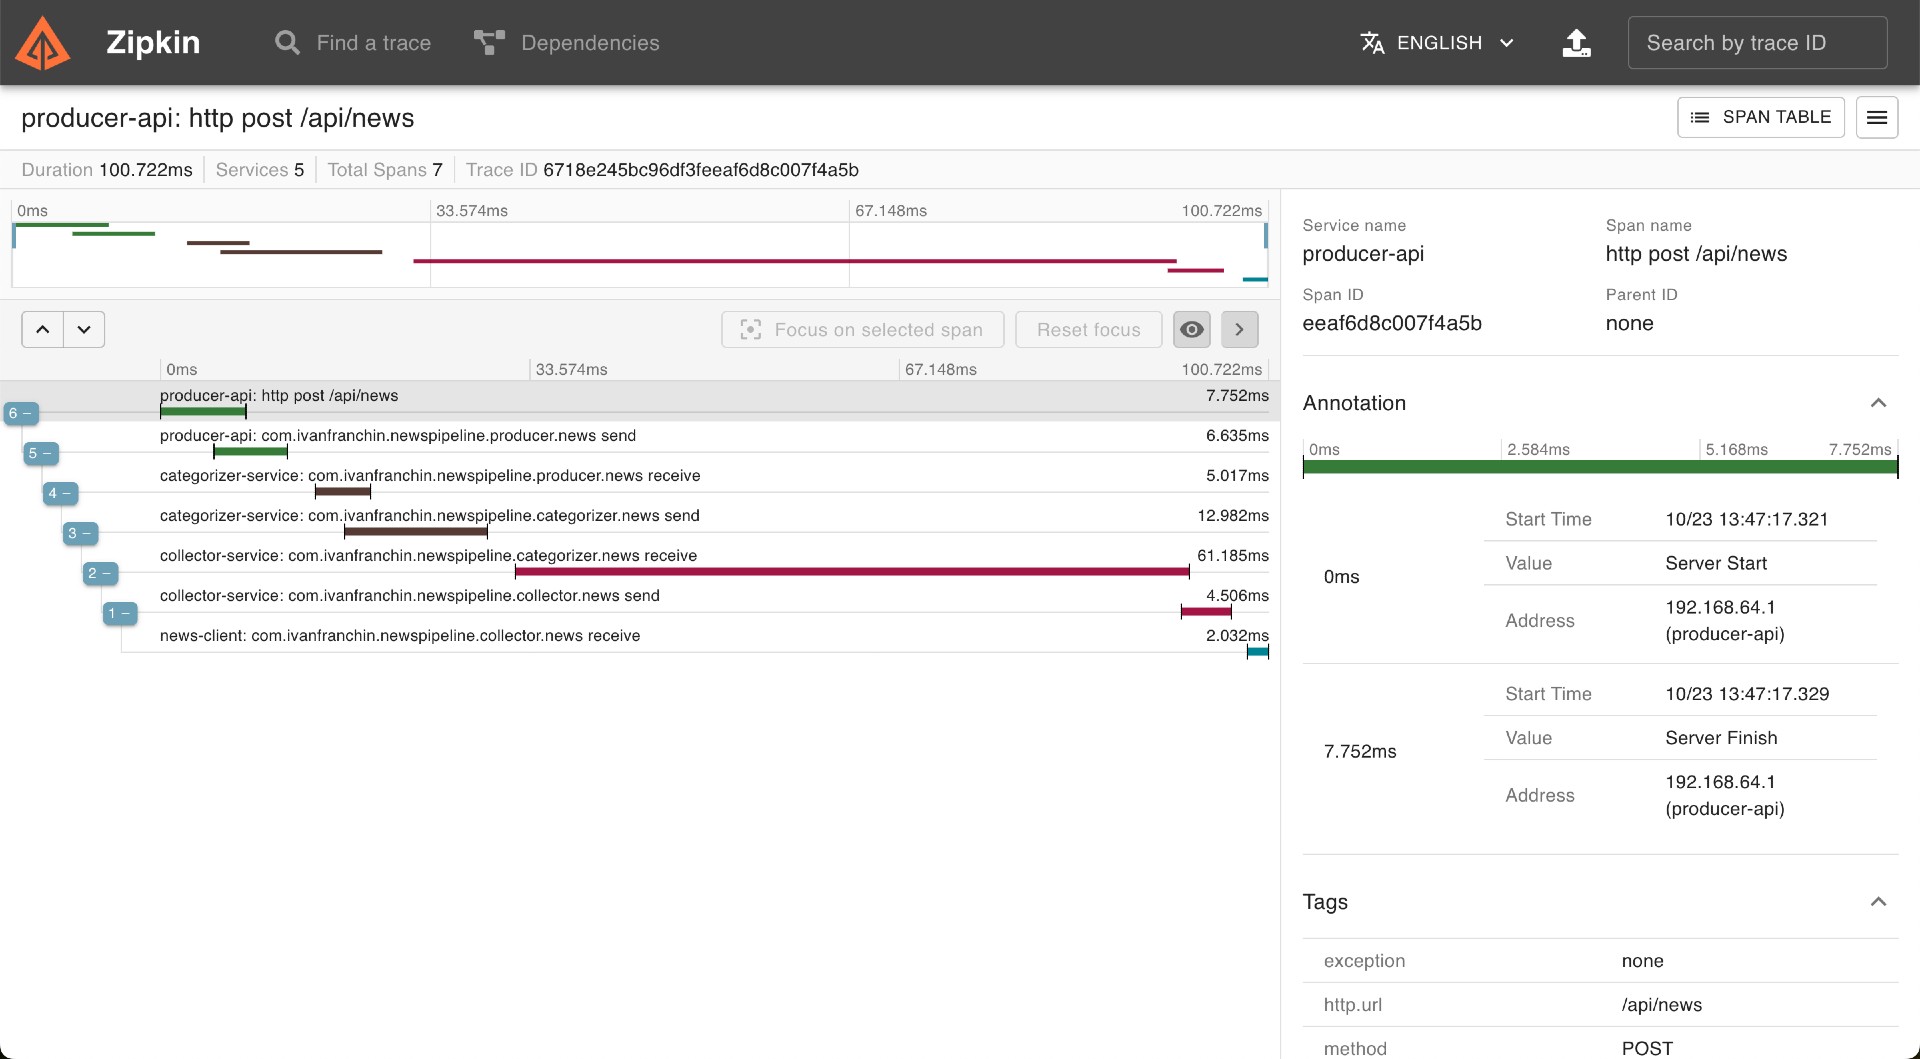 Zipkin
Find a trace
Dependencies
ENGLISH
Search by trace ID
producer-api: http post /api/news
SPAN TABLE
Duration 100.722ms
Services 5
Total Spans 7
Trace ID 6718e245bc96df3feeaf6d8c007f4a5b
0ms 33.574ms 67.148ms 100.722ms
Focus on selected span
Reset focus
0ms 33.574ms 67.148ms 100.722ms
producer-api: http post /api/news 7.752ms
6 −
producer-api: com.ivanfranchin.newspipeline.producer.news send 6.635ms
5 −
categorizer-service: com.ivanfranchin.newspipeline.producer.news receive 5.017ms
4 −
categorizer-service: com.ivanfranchin.newspipeline.categorizer.news send 12.982ms
3 −
collector-service: com.ivanfranchin.newspipeline.categorizer.news receive 61.185ms
2 −
collector-service: com.ivanfranchin.newspipeline.collector.news send 4.506ms
1 −
news-client: com.ivanfranchin.newspipeline.collector.news receive 2.032ms
Service name Span name
producer-api http post /api/news
Span ID Parent ID
eeaf6d8c007f4a5b none
Annotation
0ms 2.584ms 5.168ms 7.752ms
0ms
Start Time 10/23 13:47:17.321
Value Server Start
Address 192.168.64.1
(producer-api)
7.752ms
Start Time 10/23 13:47:17.329
Value Server Finish
Address 192.168.64.1
(producer-api)
Tags
exception none
http.url /api/news
method POST